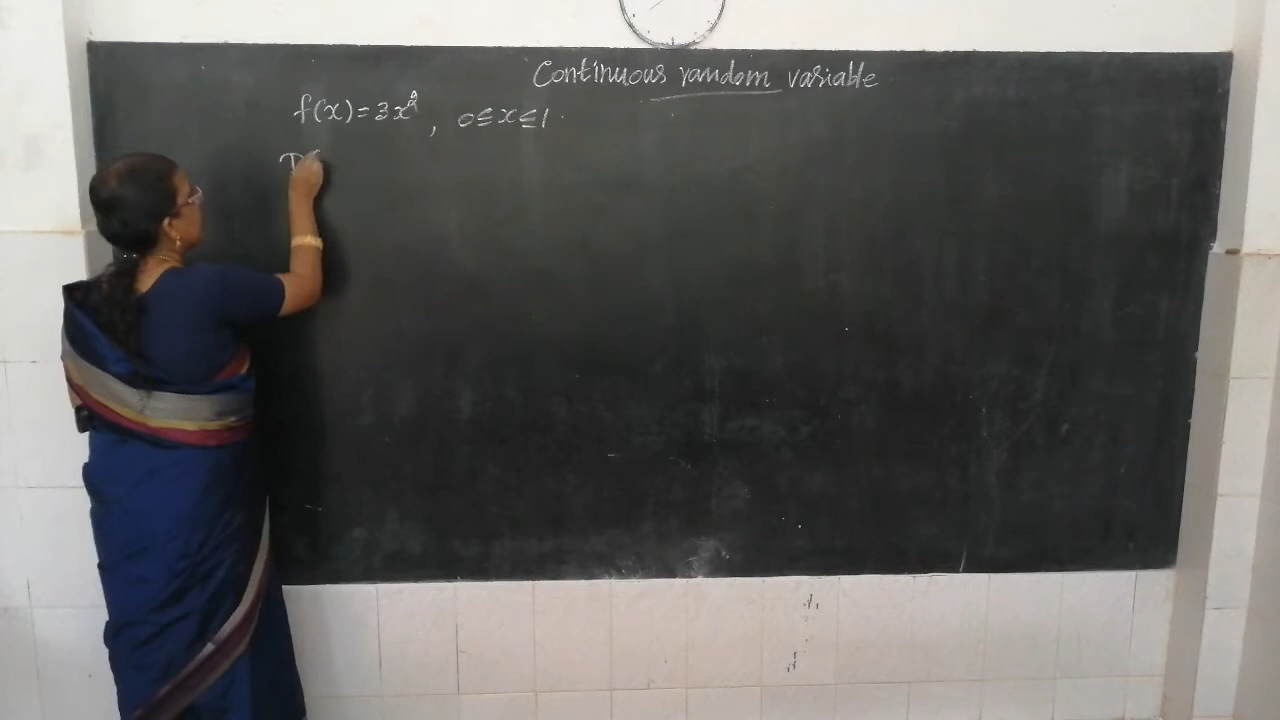 Continuous random variable
f(x) = 3x², 0 ≤ x ≤ 1.